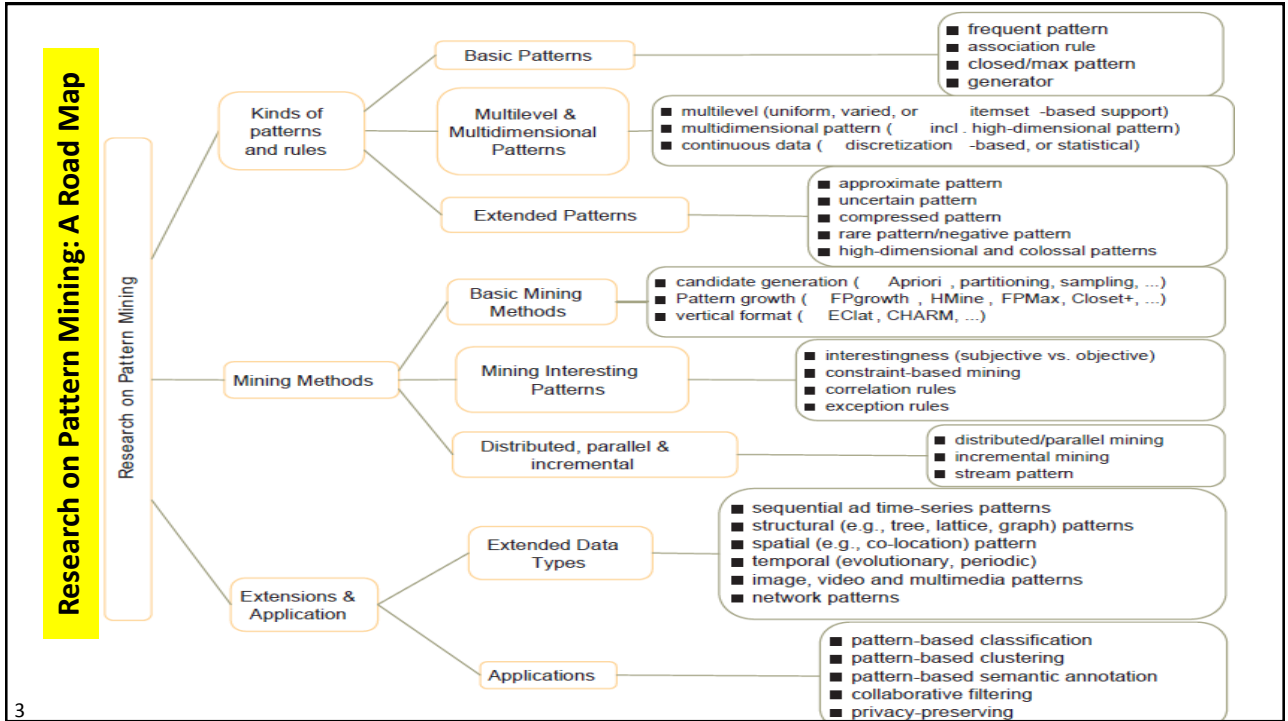 Research on Pattern Mining: A Road Map
Research on Pattern Mining
Kinds of
patterns
and rules
Basic Patterns
■ frequent pattern
■ association rule
■ closed/max pattern
■ generator
Multilevel &
Multidimensional
Patterns
■ multilevel (uniform, varied, or itemset -based support)
■ multidimensional pattern ( incl . high-dimensional pattern)
■ continuous data ( discretization -based, or statistical)
Extended Patterns
■ approximate pattern
■ uncertain pattern
■ compressed pattern
■ rare pattern/negative pattern
■ high-dimensional and colossal patterns
Mining Methods
Basic Mining
Methods
■ candidate generation ( Apriori , partitioning, sampling, ...)
■ Pattern growth ( FPgrowth , HMine , FPMax, Closet+, ...)
■ vertical format ( EClat , CHARM, ...)
Mining Interesting
Patterns
■ interestingness (subjective vs. objective)
■ constraint-based mining
■ correlation rules
■ exception rules
Distributed, parallel &
incremental
■ distributed/parallel mining
■ incremental mining
■ stream pattern
Extensions &
Application
Extended Data
Types
■ sequential ad time-series patterns
■ structural (e.g., tree, lattice, graph) patterns
■ spatial (e.g., co-location) pattern
■ temporal (evolutionary, periodic)
■ image, video and multimedia patterns
■ network patterns
Applications
■ pattern-based classification
■ pattern-based clustering
■ pattern-based semantic annotation
■ collaborative filtering
■ privacy-preserving
3